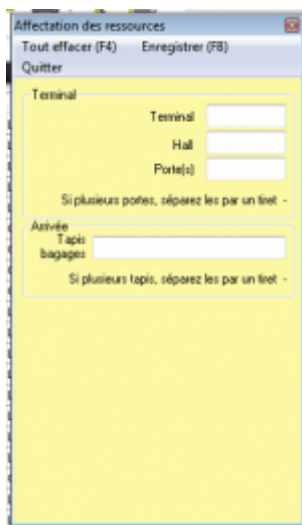 Affectation des ressources
Tout effacer (F4) Enregistrer (F8)
Quitter
Terminal
Terminal
Hall
Porte(s)
Si plusieurs portes, séparez les par un tiret -
Arrivée
Tapis
bagages
Si plusieurs tapis, séparez les par un tiret -